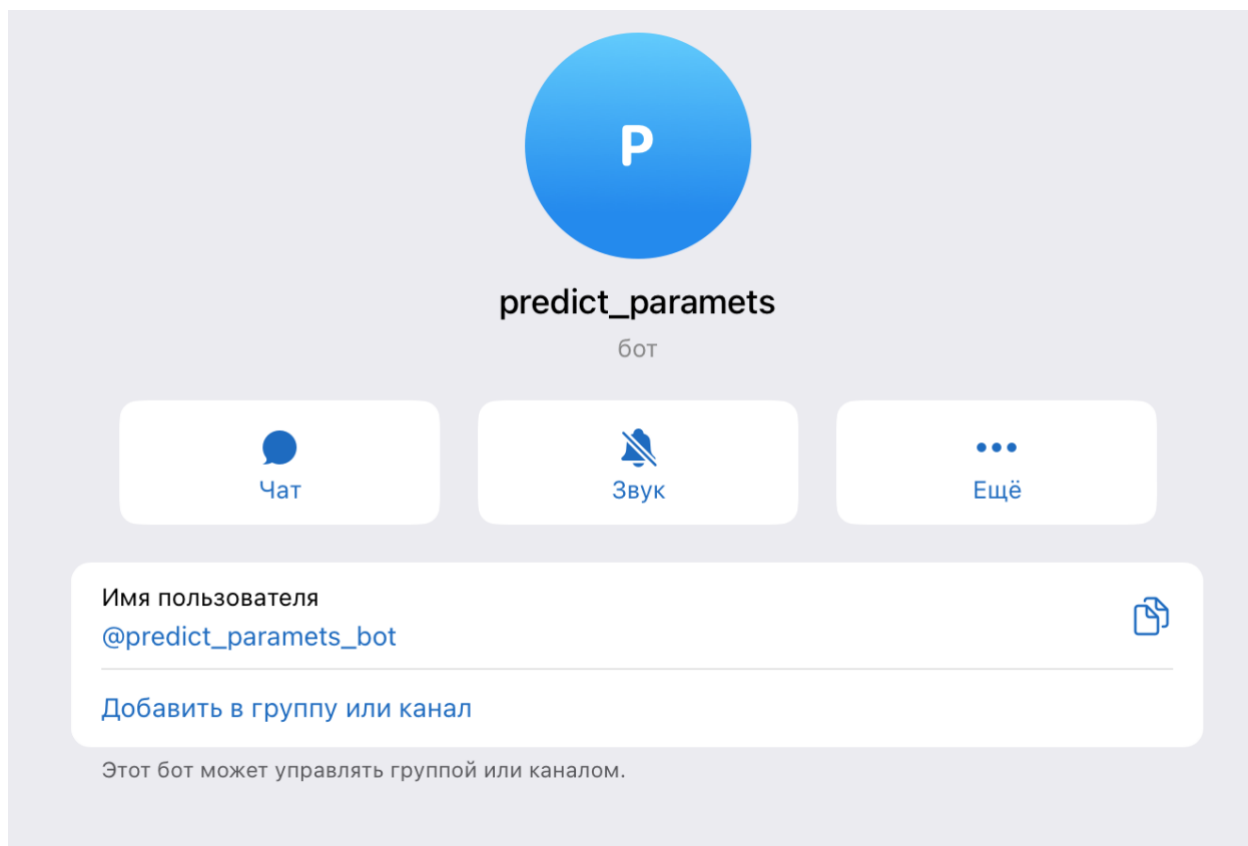 P
predict_paramets
бот
Чат
Звук
Ещё
Имя пользователя
@predict_paramets_bot
Добавить в группу или канал
Этот бот может управлять группой или каналом.